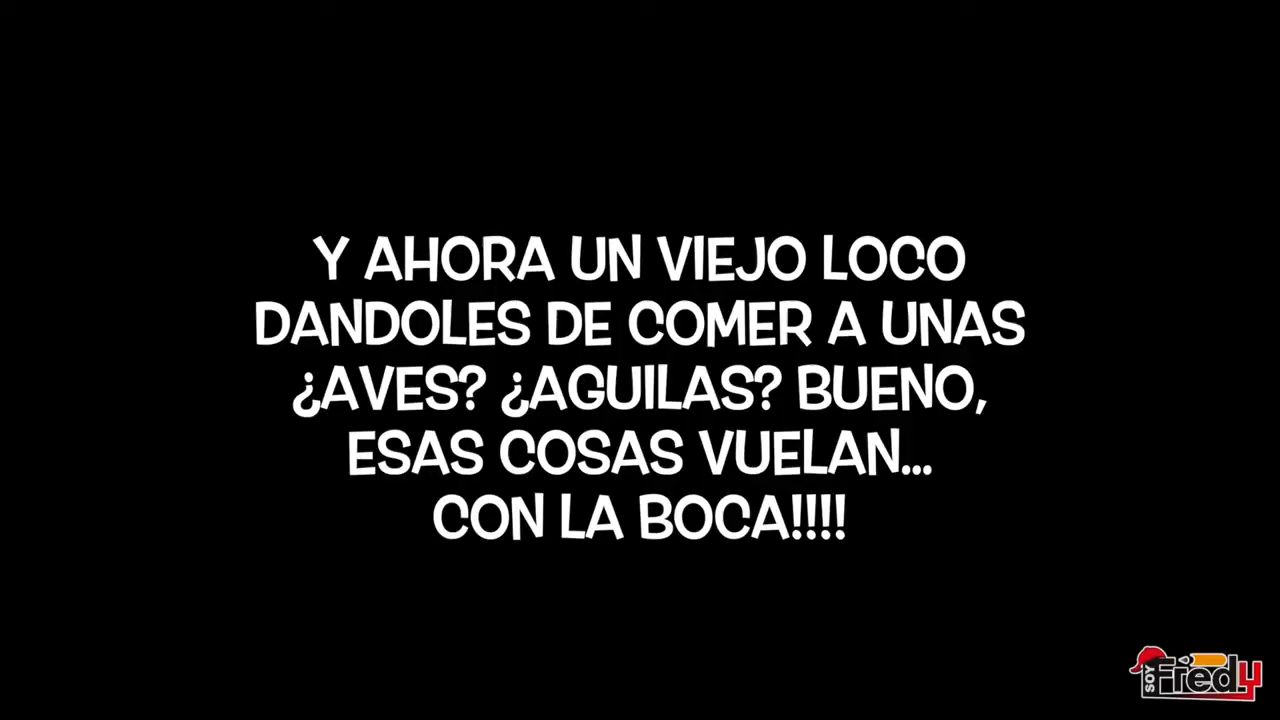 Y AHORA UN VIEJO LOCO
DANDOLES DE COMER A UNAS
¿AVES? ¿AGUILAS? BUENO,
ESAS COSAS VUELAN...
CON LA BOCA!!!!
SOY Fredy